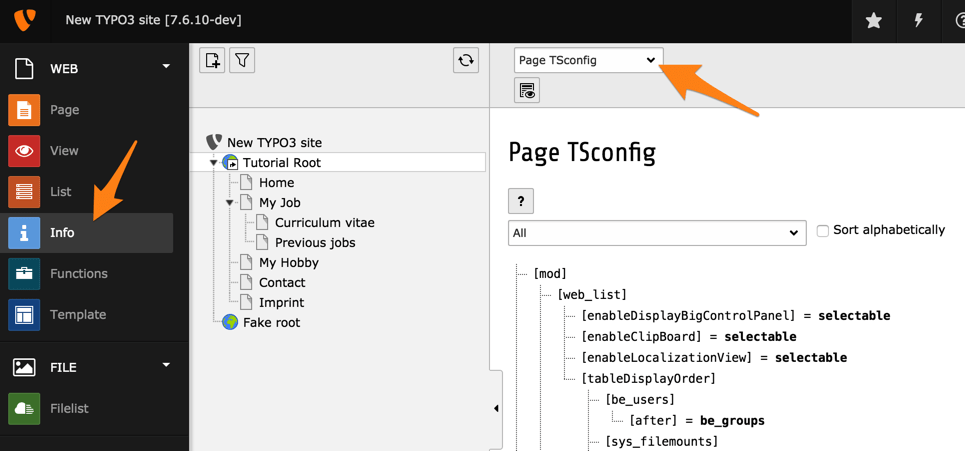 New TYPO3 site [7.6.10-dev]
WEB
Page
View
List
Info
Functions
Template
FILE
Filelist
New TYPO3 site
Tutorial Root
Home
My Job
Curriculum vitae
Previous jobs
My Hobby
Contact
Imprint
Fake root
Page TSconfig
Page TSconfig
?
All
Sort alphabetically
[mod]
[web_list]
[enableDisplayBigControlPanel] = selectable
[enableClipBoard] = selectable
[enableLocalizationView] = selectable
[tableDisplayOrder]
[be_users]
[after] = be_groups
[sys_filemounts]